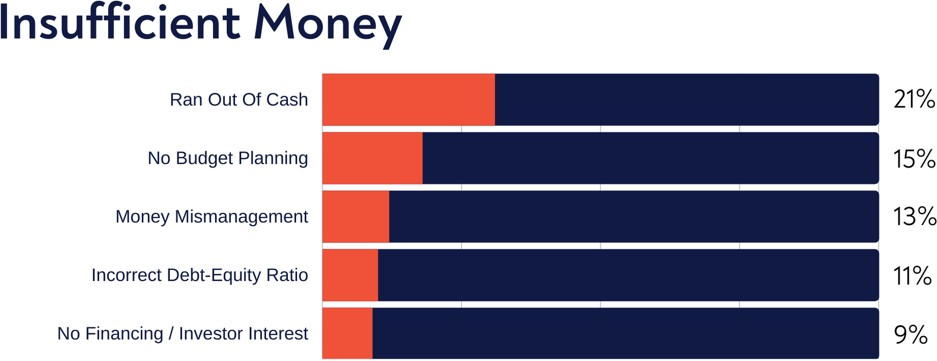 Insufficient Money
Ran Out Of Cash 21%
No Budget Planning 15%
Money Mismanagement 13%
Incorrect Debt-Equity Ratio 11%
No Financing / Investor Interest 9%